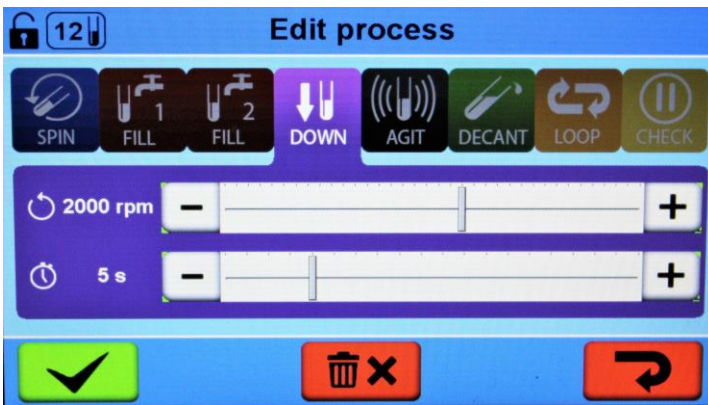 12
Edit process
SPIN
1
FILL
2
FILL
DOWN
AGIT
DECANT
LOOP
CHECK
2000 rpm
5 s